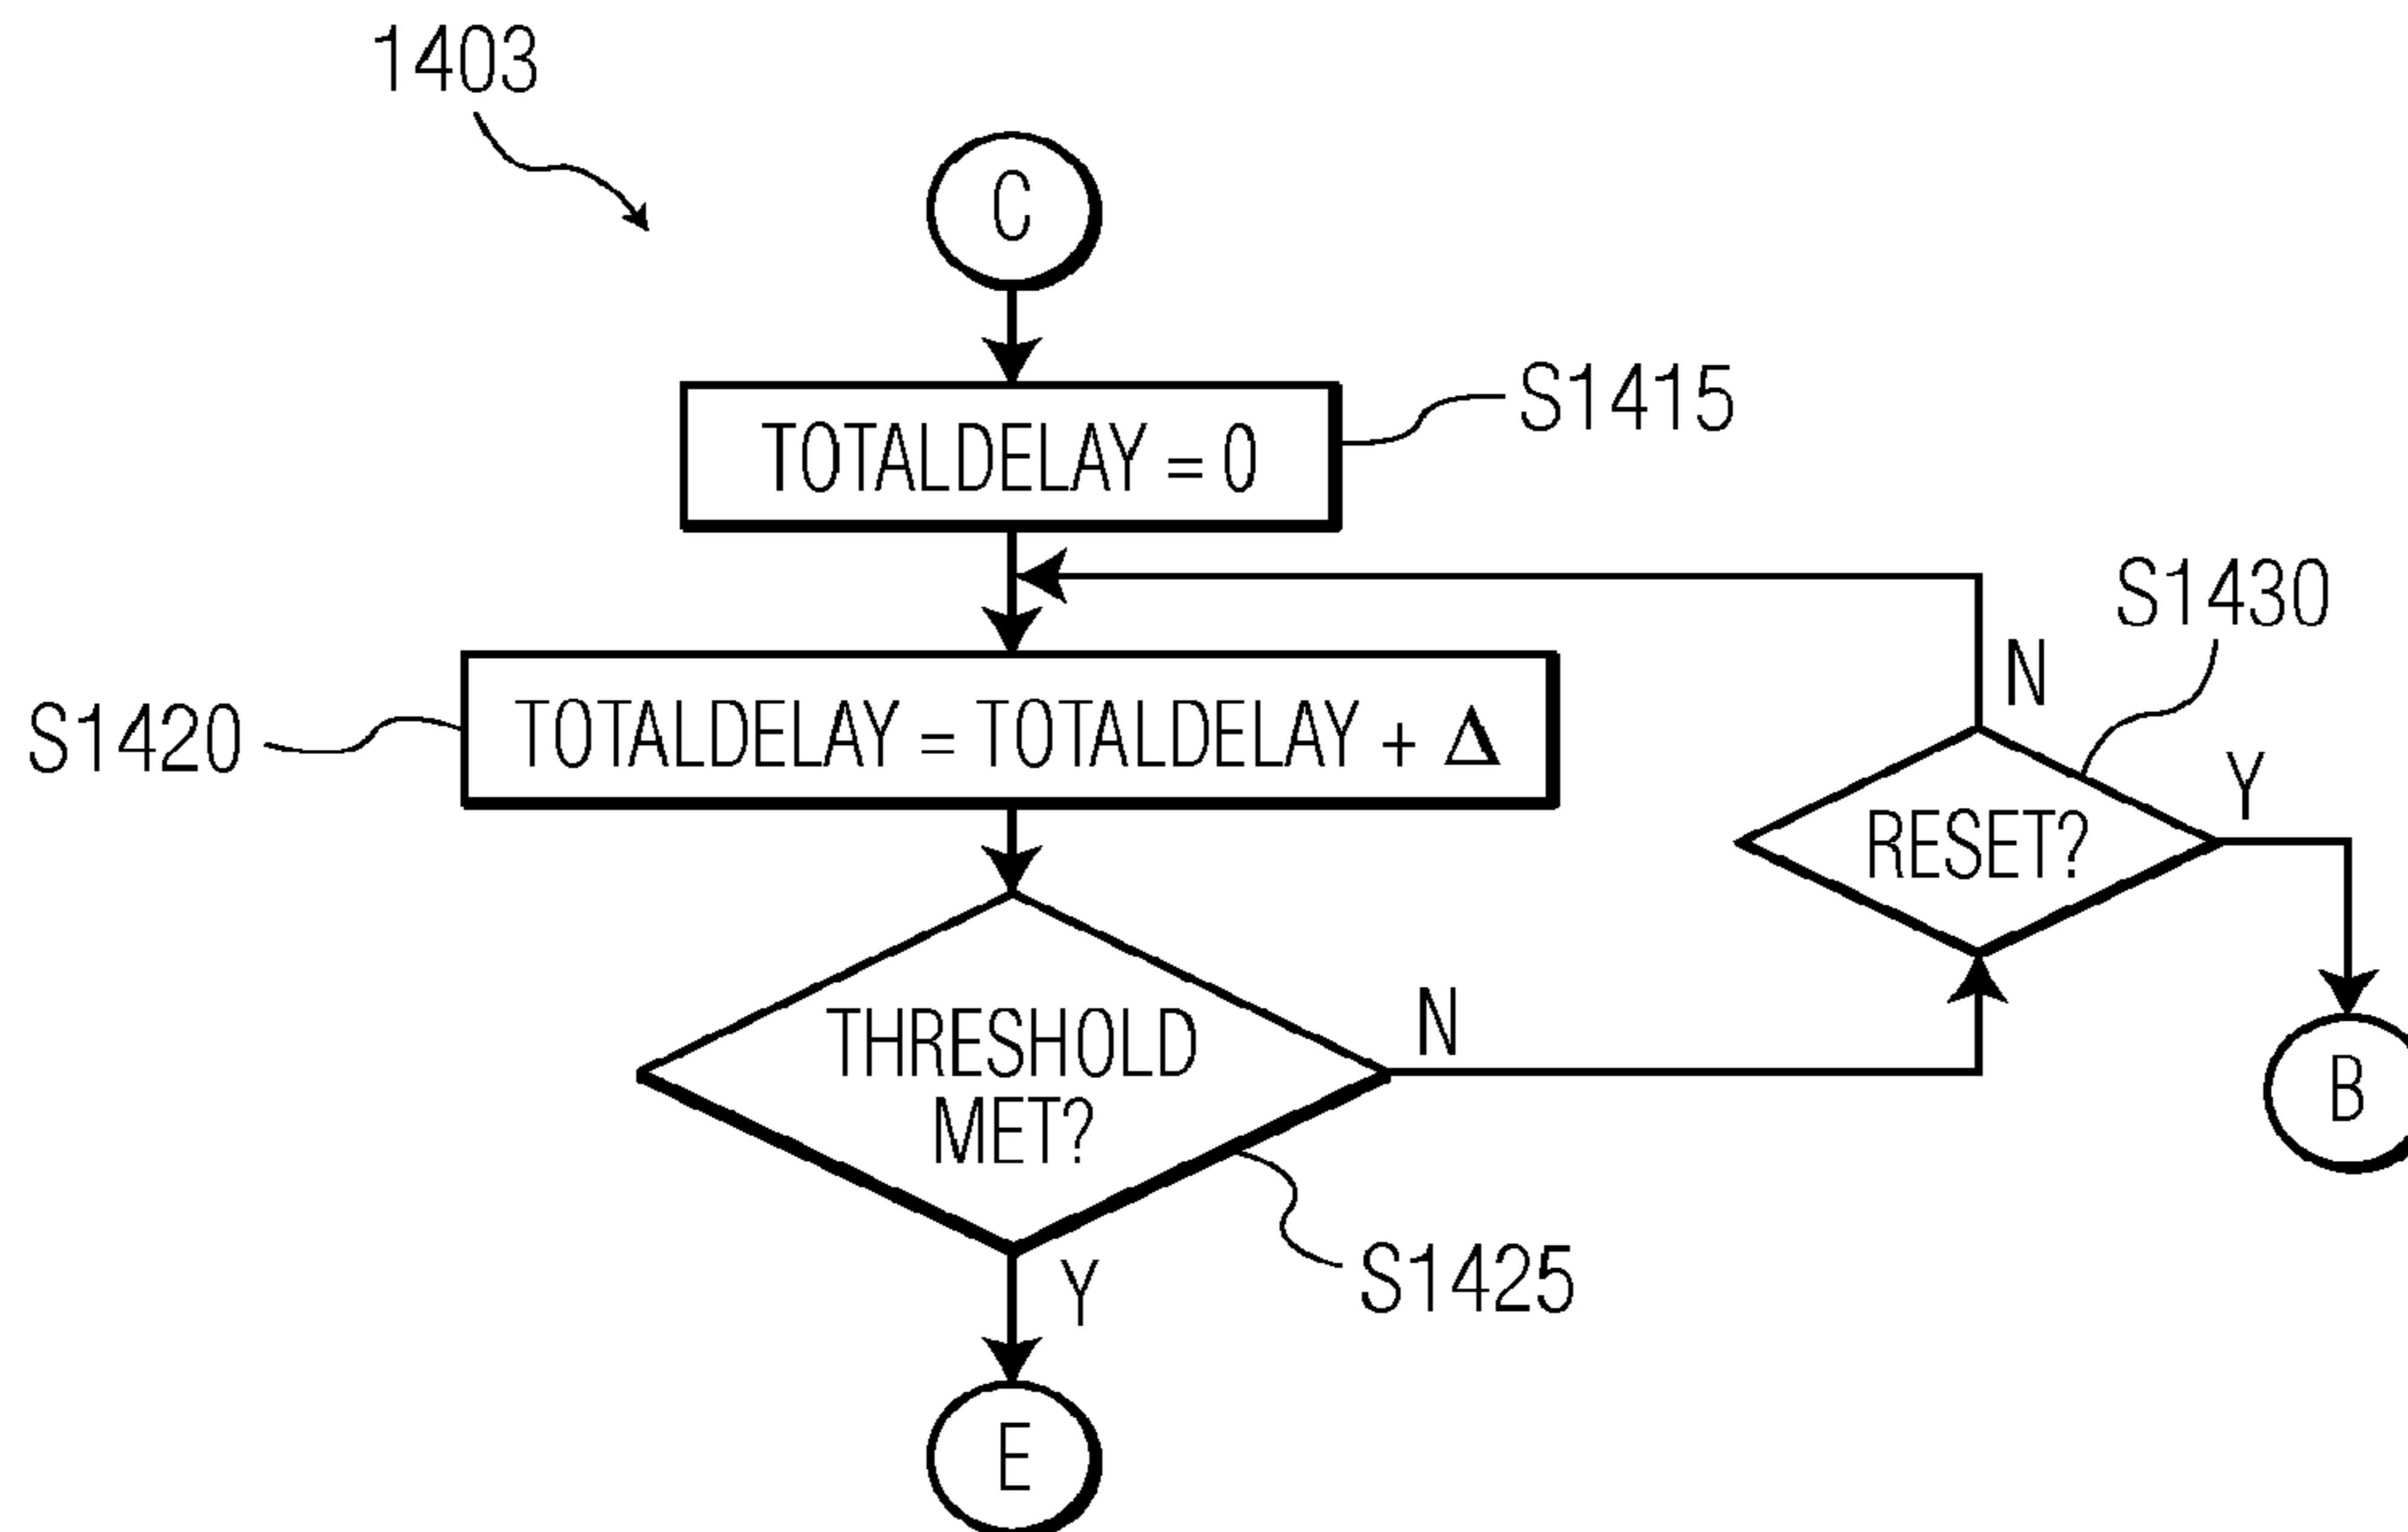 1403
C
TOTALDELAY = 0
S1415
S1430
N
S1420
TOTALDELAY = TOTALDELAY + Δ
Y
RESET?
N
THRESHOLD
MET?
B
S1425
Y
E